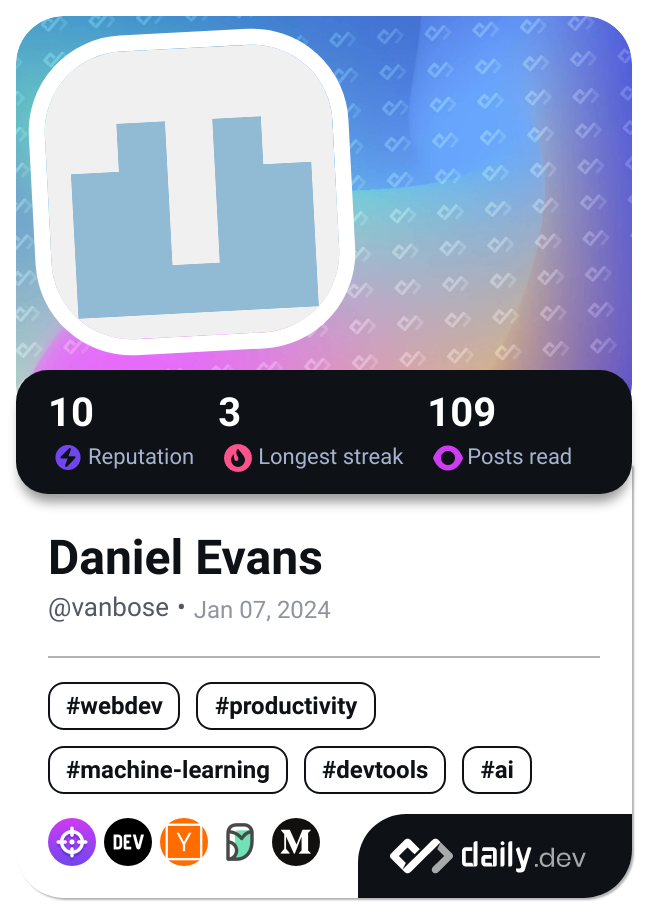 10 3 109
Reputation Longest streak Posts read
Daniel Evans
@vanbose • Jan 07, 2024
#webdev #productivity
#machine-learning #devtools #ai
DEV Y M
daily.dev